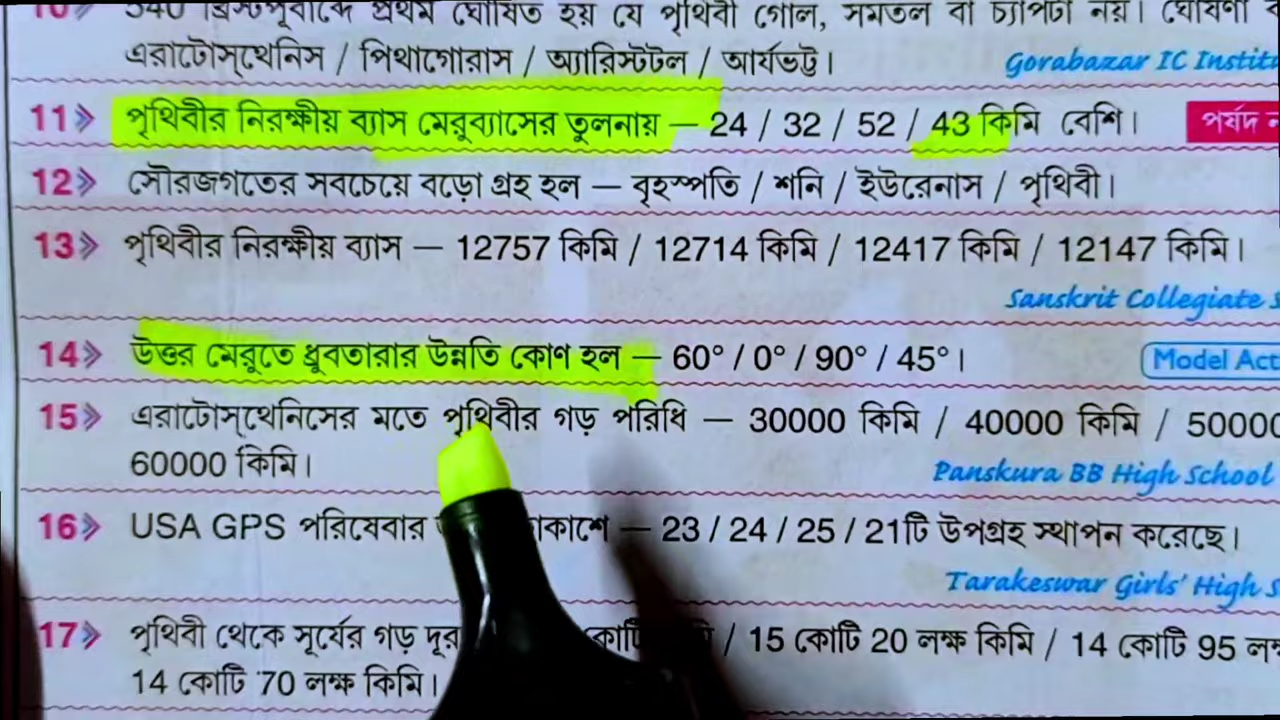 540 খ্রিস্টপূর্বাব্দে প্রথম ঘোষিত হয় যে পৃথিবী গোল, সমতল বা চ্যাপটা নয়। ঘোষণা
এরাটোস্‌থেনিস / পিথাগোরাস / অ্যারিস্টটল / আর্যভট্ট।
Gorabazar IC
11» পৃথিবীর নিরক্ষীয় ব্যাস মেরুব্যাসের তুলনায় — 24 / 32 / 52 / 43 কিমি বেশি।
পর্ষদ
12» সৌরজগতের সবচেয়ে বড়ো গ্রহ হল — বৃহস্পতি / শনি / ইউরেনাস / পৃথিবী।
13» পৃথিবীর নিরক্ষীয় ব্যাস — 12757 কিমি / 12714 কিমি / 12417 কিমি / 12147 কিমি।
Sanskrit Collegiate
14» উত্তর মেরুতে ধ্রুবতারার উন্নতি কোণ হল — 60° / 0° / 90° / 45°।
Model Act
15» এরাটোস্‌থেনিসের মতে পৃথিবীর গড় পরিধি — 30000 কিমি / 40000 কিমি / 50000
60000 কিমি।
Panskura BB High School
16» USA GPS পরিষেবার — 23 / 24 / 25 / 21টি উপগ্রহ স্থাপন করেছে।
Tarakeswar Girls' High
17» পৃথিবী থেকে সূর্যের গড় / 15 কোটি 20 লক্ষ কিমি / 14 কোটি 95
14 কোটি 70 লক্ষ কিমি।